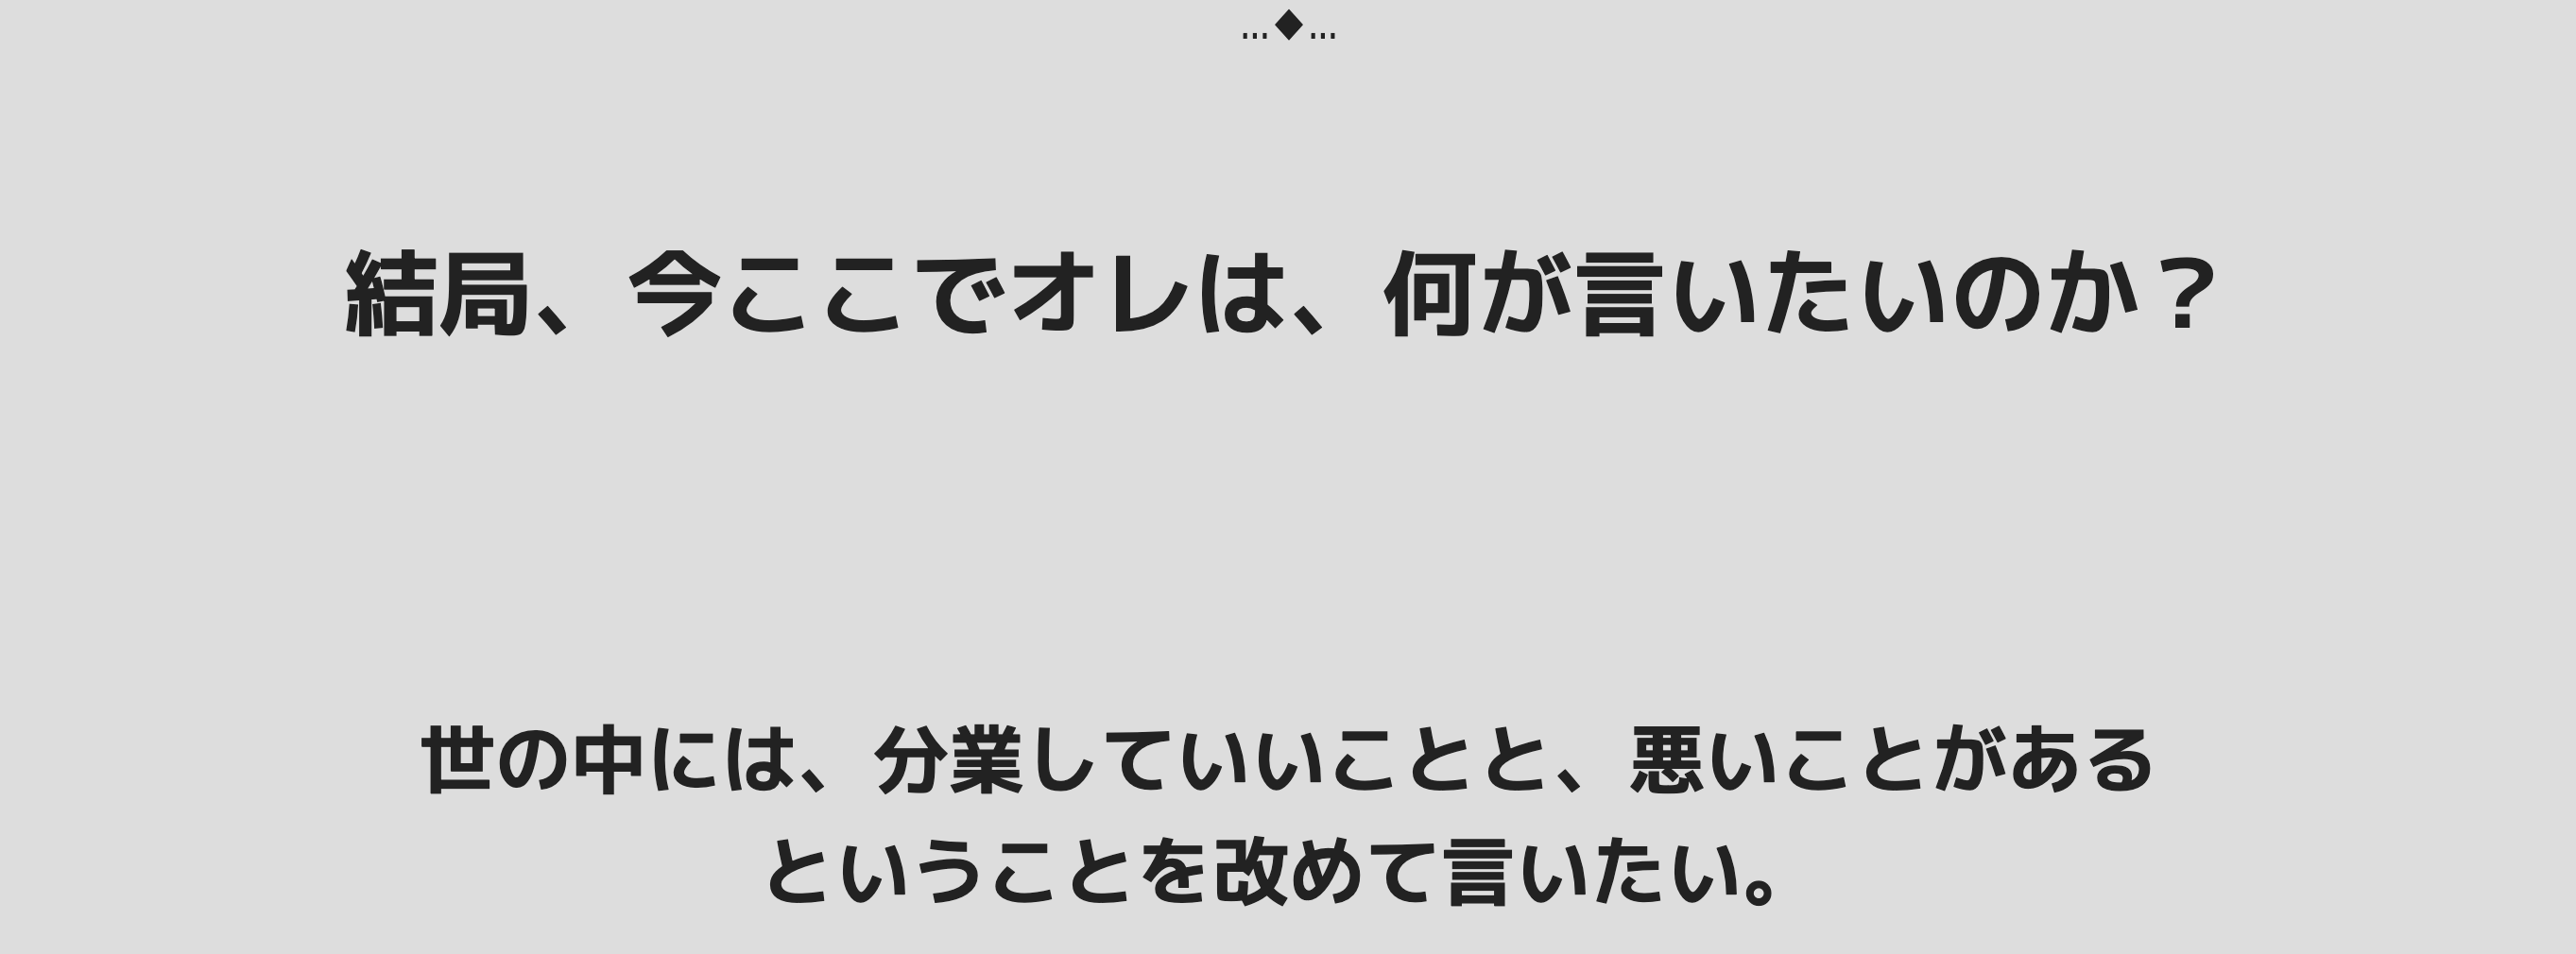 …◆…
結局、今ここでオレは、何が言いたいのか？
世の中には、分業していいことと、悪いことがある
ということを改めて言いたい。